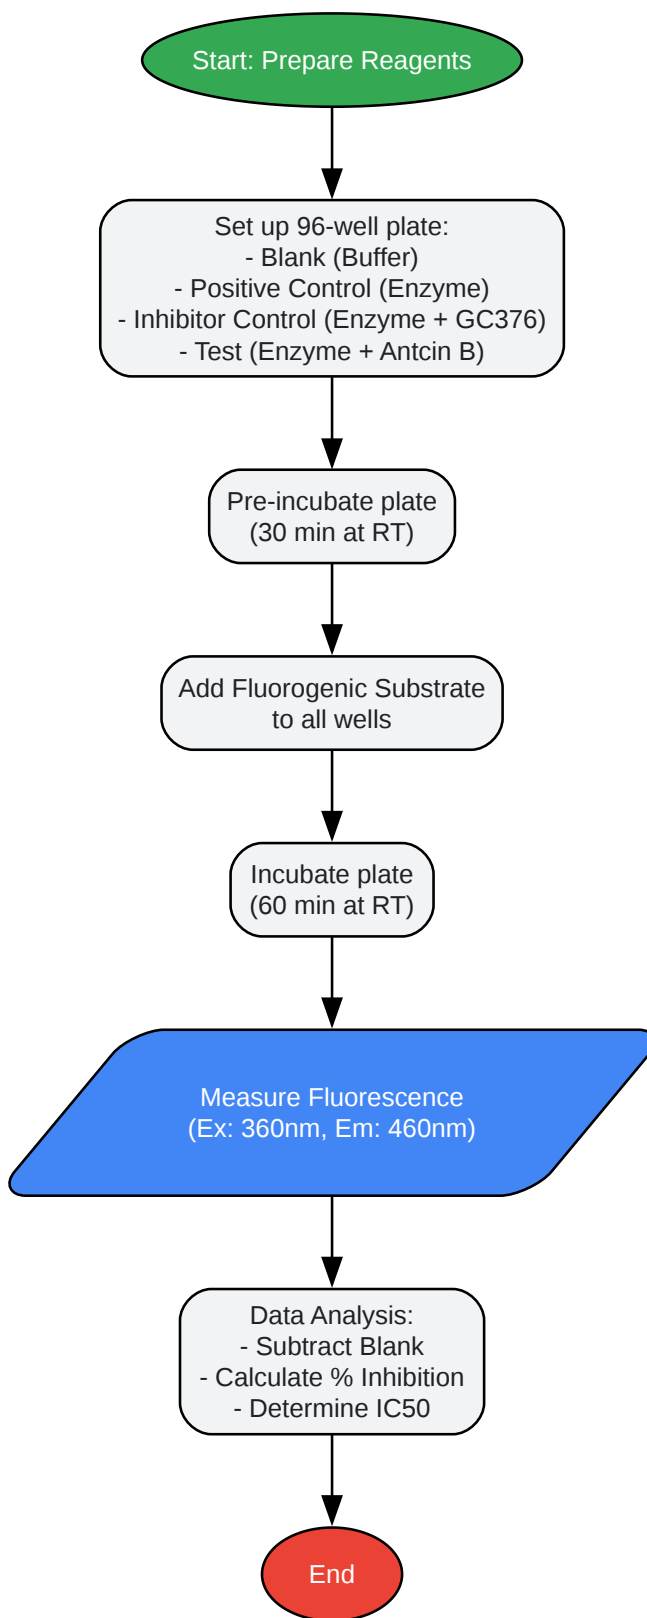 Start: Prepare Reagents
Set up 96-well plate:
- Blank (Buffer)
- Positive Control (Enzyme)
- Inhibitor Control (Enzyme + GC376)
- Test (Enzyme + Antcin B)
Pre-incubate plate
(30 min at RT)
Add Fluorogenic Substrate
to all wells
Incubate plate
(60 min at RT)
Measure Fluorescence
(Ex: 360nm, Em: 460nm)
Data Analysis:
- Subtract Blank
- Calculate % Inhibition
- Determine IC50
End